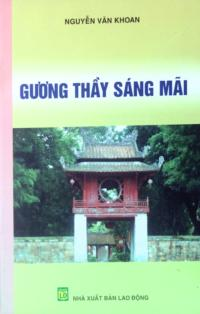 NGUYỄN VĂN KHOAN
GƯƠNG THẦY SÁNG MÃI
LĐ
NHÀ XUẤT BẢN LAO ĐỘNG